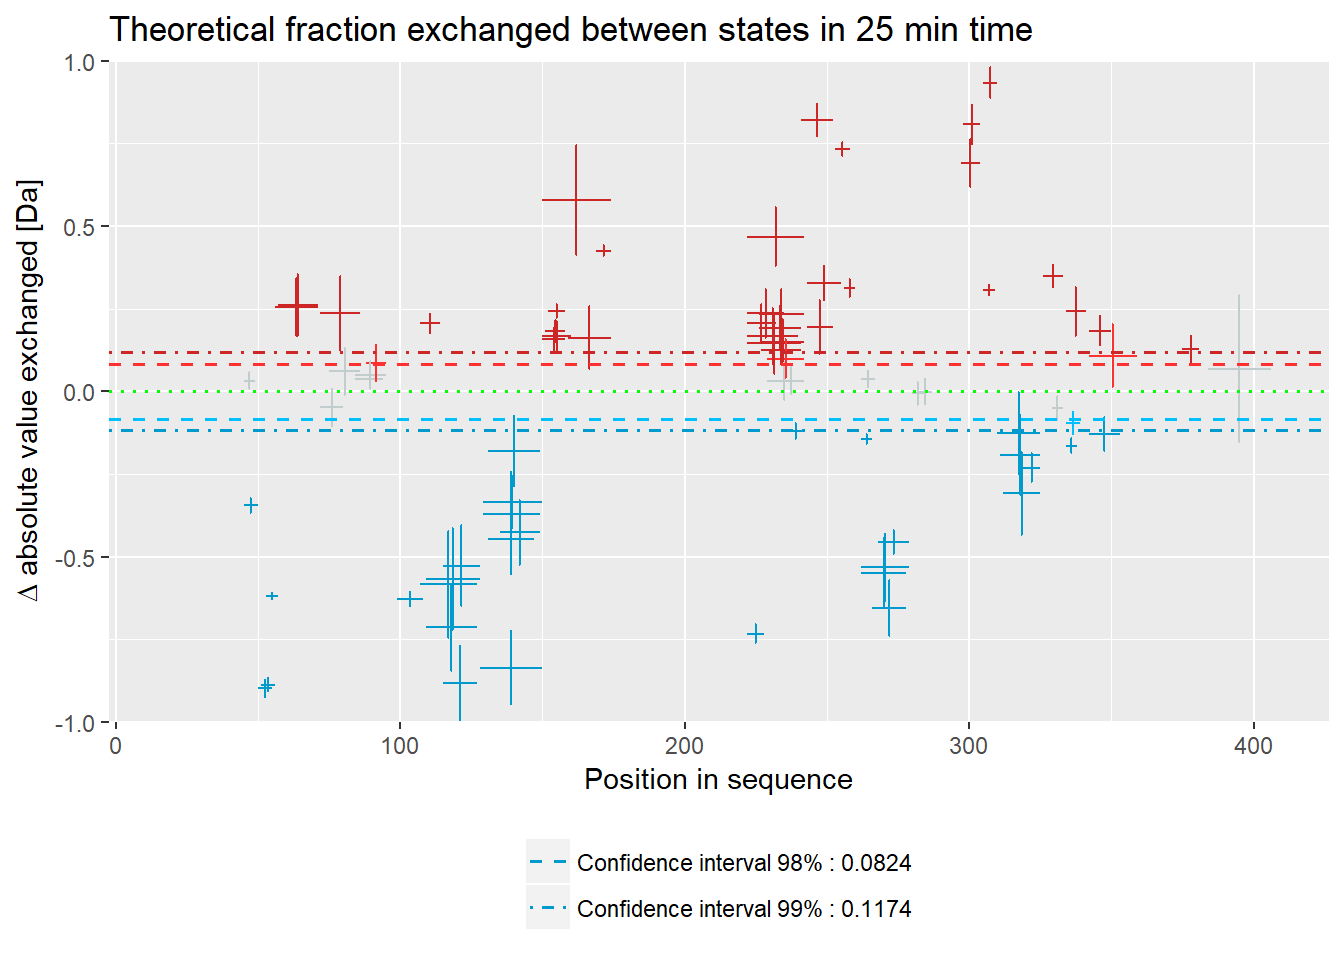 Theoretical fraction exchanged between states in 25 min time
Δ absolute value exchanged [Da]
1.0
0.5
0.0
-0.5
-1.0
0 100 200 300 400
Position in sequence
Confidence interval 98% : 0.0824
Confidence interval 99% : 0.1174